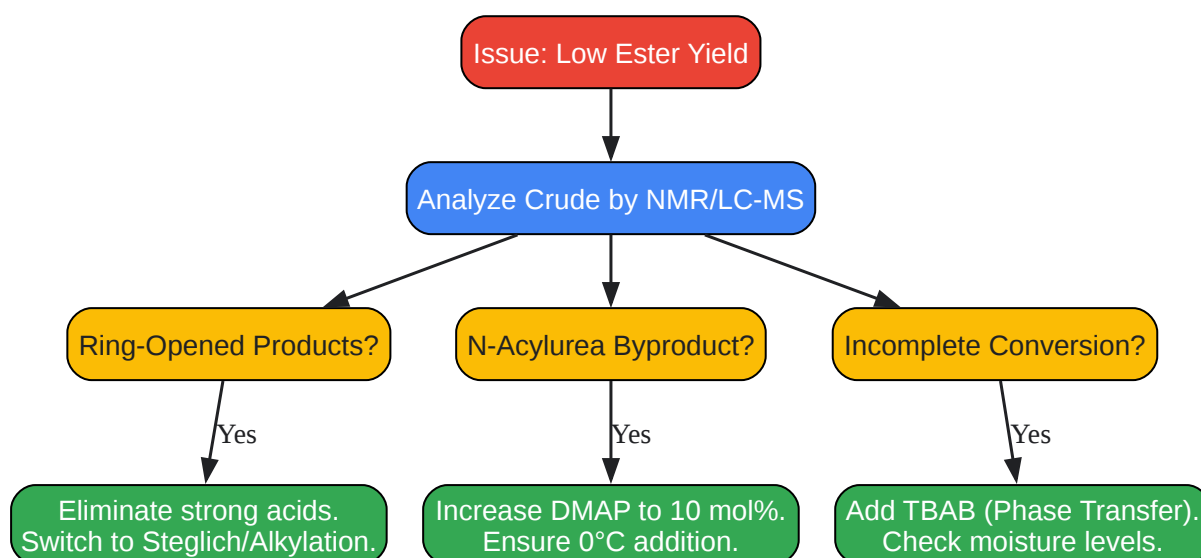 Issue: Low Ester Yield
Analyze Crude by NMR/LC-MS
Ring-Opened Products?
N-Acylurea Byproduct?
Incomplete Conversion?
Yes
Yes
Yes
Eliminate strong acids.
Switch to Steglich/Alkylation.
Increase DMAP to 10 mol%.
Ensure 0°C addition.
Add TBAB (Phase Transfer).
Check moisture levels.